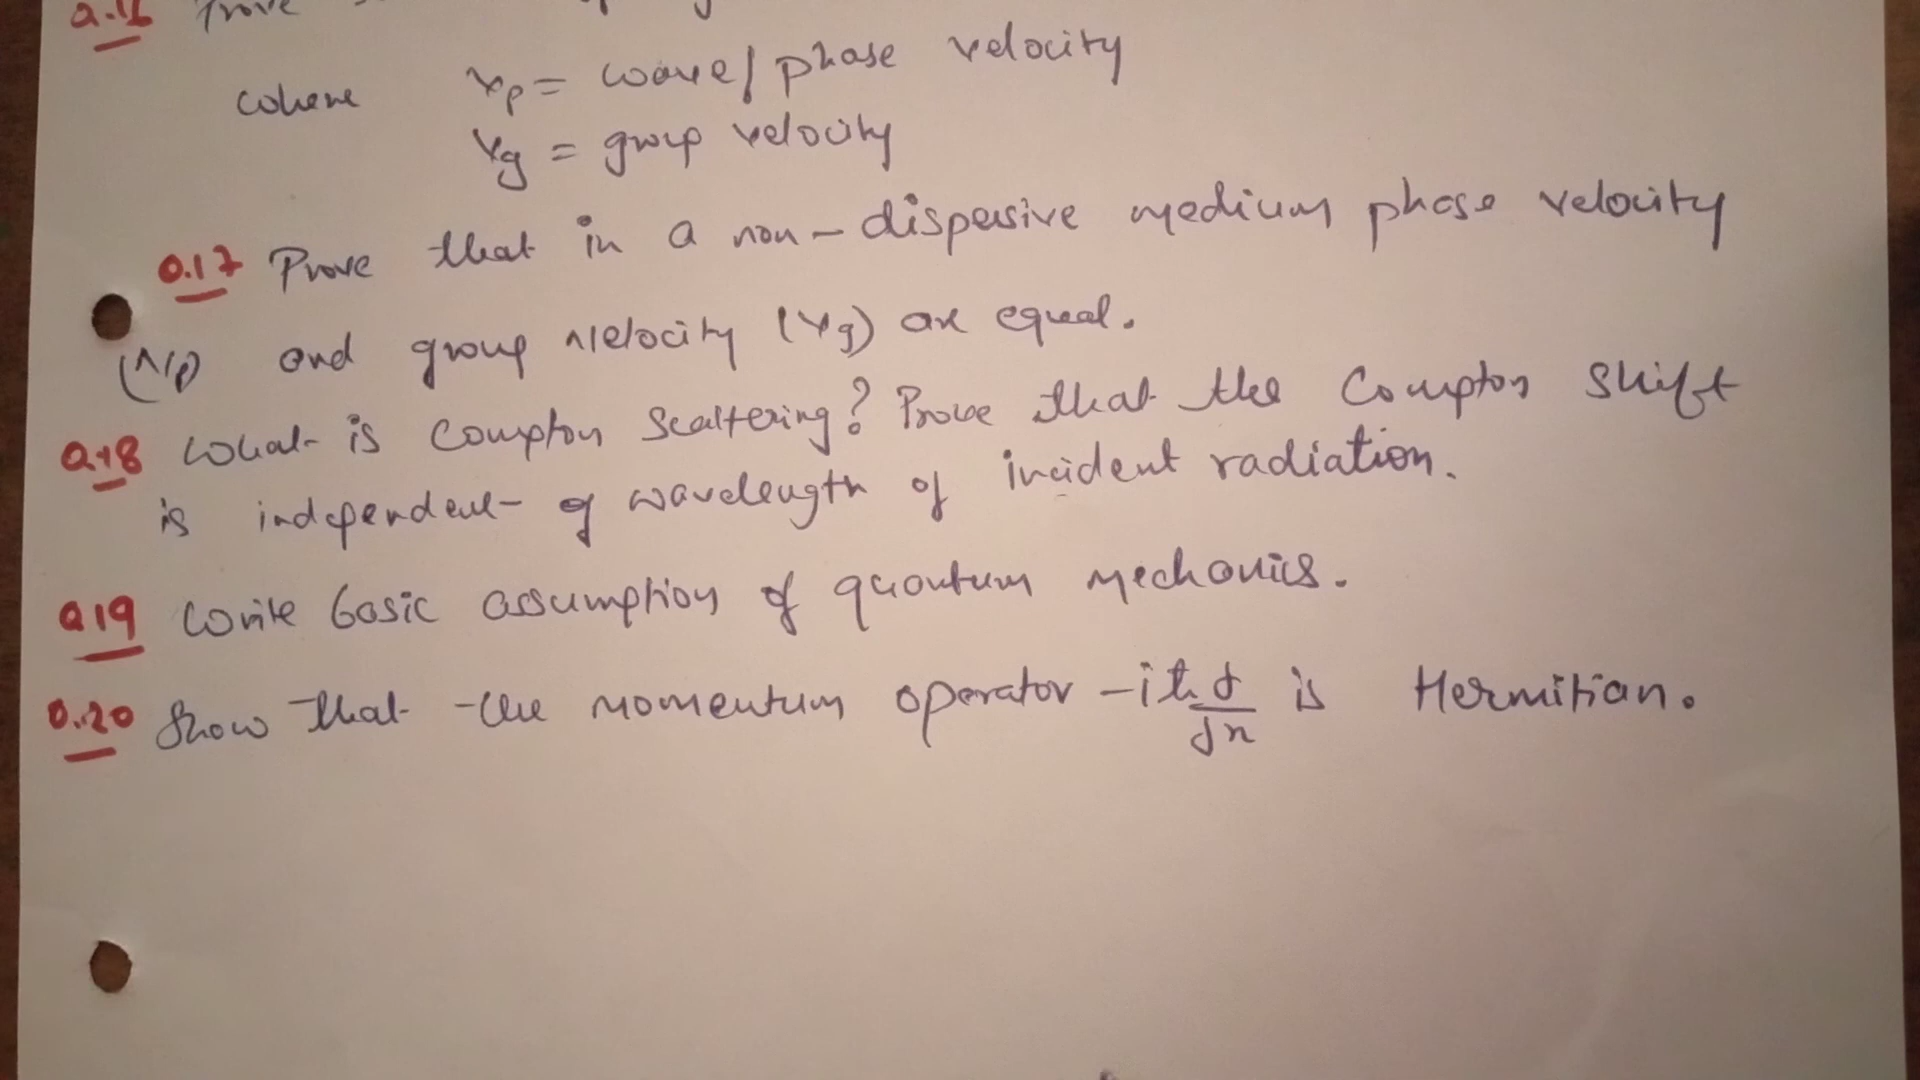 Q.16 Prove
where vp = wave/phase velocity
vg = group velocity
Q.17 Prove that in a non-dispersive medium phase velocity
(vp) and group velocity (vg) are equal.
Q.18 What is Compton Scattering? Prove that the Compton shift
is independent of wavelength of incident radiation.
Q19 Write basic assumption of quantum mechanics.
Q.20 Show that the momentum operator -iħ d/dx is Hermitian.